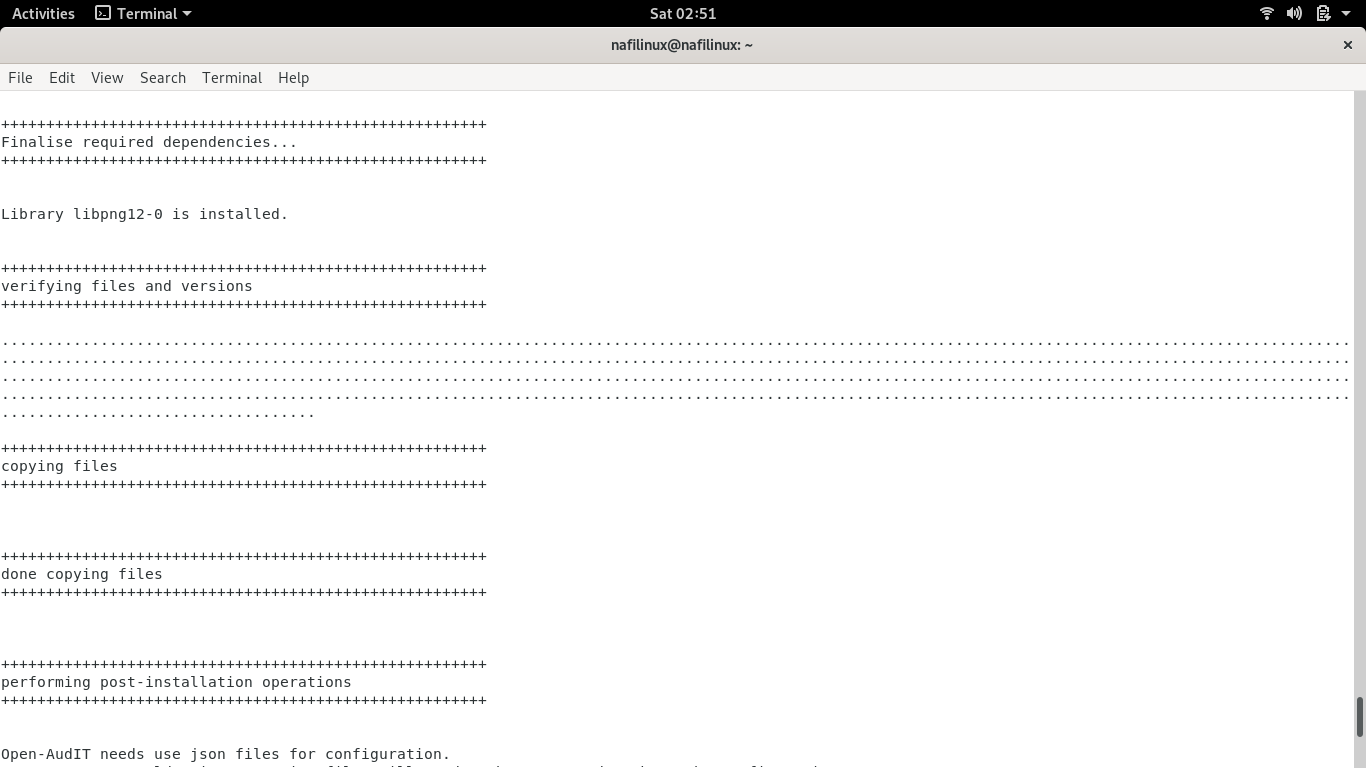 Activities Terminal Sat 02:51
nafilinux@nafilinux: ~ ×
File Edit View Search Terminal Help
++++++++++++++++++++++++++++++++++++++++++++++++++++++
Finalise required dependencies...
++++++++++++++++++++++++++++++++++++++++++++++++++++++
Library libpng12-0 is installed.
++++++++++++++++++++++++++++++++++++++++++++++++++++++
verifying files and versions
++++++++++++++++++++++++++++++++++++++++++++++++++++++
......................................................................................................................................................
......................................................................................................................................................
......................................................................................................................................................
......................................................................................................................................................
...................................
++++++++++++++++++++++++++++++++++++++++++++++++++++++
copying files
++++++++++++++++++++++++++++++++++++++++++++++++++++++
++++++++++++++++++++++++++++++++++++++++++++++++++++++
done copying files
++++++++++++++++++++++++++++++++++++++++++++++++++++++
++++++++++++++++++++++++++++++++++++++++++++++++++++++
performing post-installation operations
++++++++++++++++++++++++++++++++++++++++++++++++++++++
Open-AudIT needs use json files for configuration.